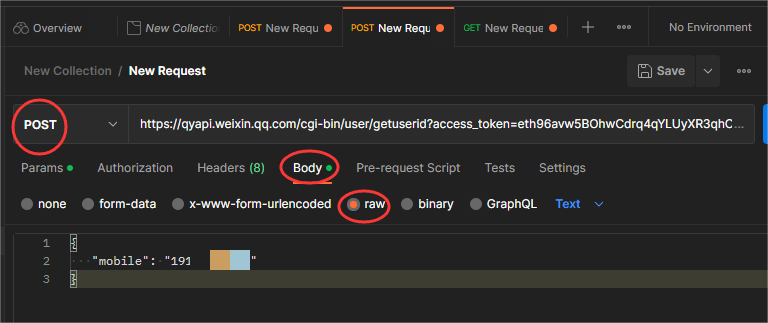 Overview New Collection POST New Requ POST New Requ GET New Reque No Environment
New Collection / New Request Save
POST https://qyapi.weixin.qq.com/cgi-bin/user/getuserid?access_token=eth96avw5BOhwCdrq4qYLUyXR3qhC...
Params Authorization Headers (8) Body Pre-request Script Tests Settings
none form-data x-www-form-urlencoded raw binary GraphQL Text
1 {
2 "mobile": "191 "
3 }